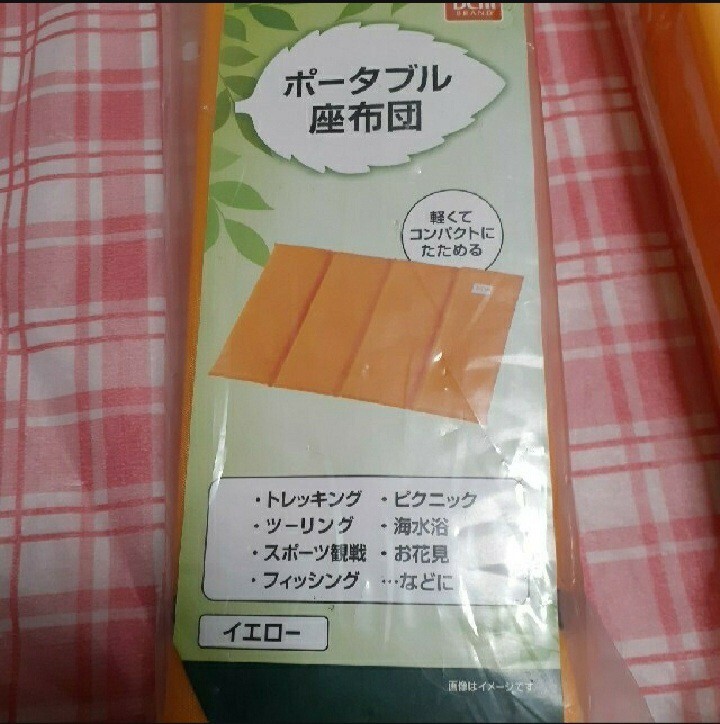 DCM
BRAND
ポータブル
座布団
軽くて
コンパクトに
たためる
・トレッキング ・ピクニック
・ツーリング ・海水浴
・スポーツ観戦 ・お花見
・フィッシング …などに
イエロー
画像はイメージです